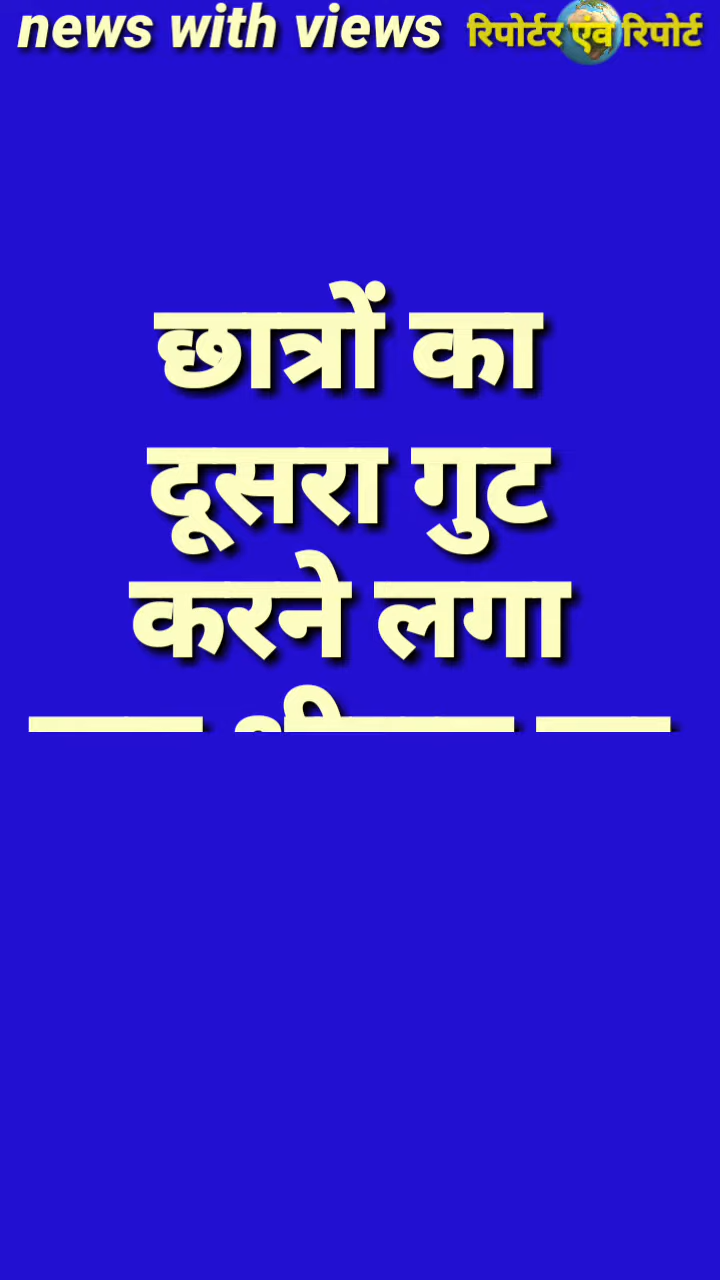 news with views रिपोर्टर एव रिपोर्ट
छात्रों का
दूसरा गुट
करने लगा